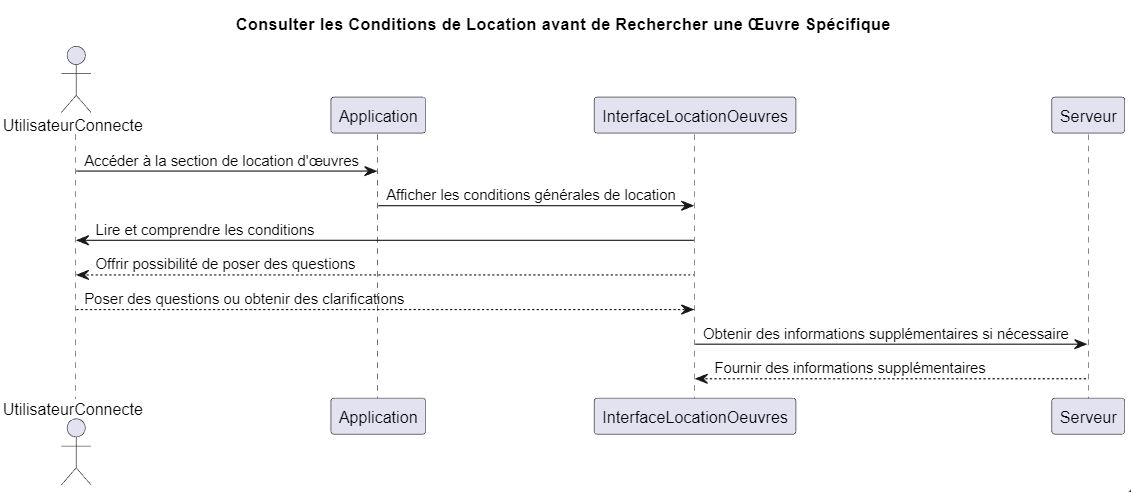 Consulter les Conditions de Location avant de Rechercher une Œuvre Spécifique
UtilisateurConnecte
Application
InterfaceLocationOeuvres
Serveur
Accéder à la section de location d'œuvres
Afficher les conditions générales de location
Lire et comprendre les conditions
Offrir possibilité de poser des questions
Poser des questions ou obtenir des clarifications
Obtenir des informations supplémentaires si nécessaire
Fournir des informations supplémentaires
UtilisateurConnecte
Application
InterfaceLocationOeuvres
Serveur